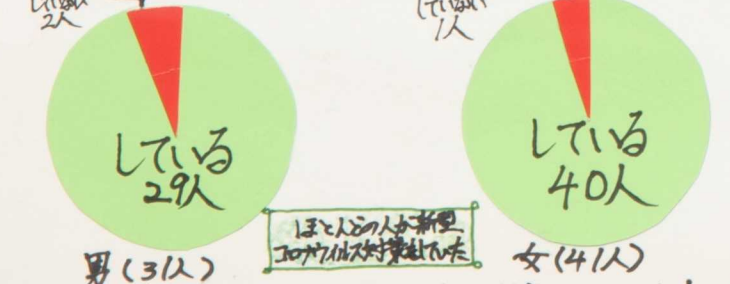 していない
2人
していない
1人
している
29人
している
40人
ほとんどの人が新型
コロナウイルス対策をしていた
男(31人)
女(41人)